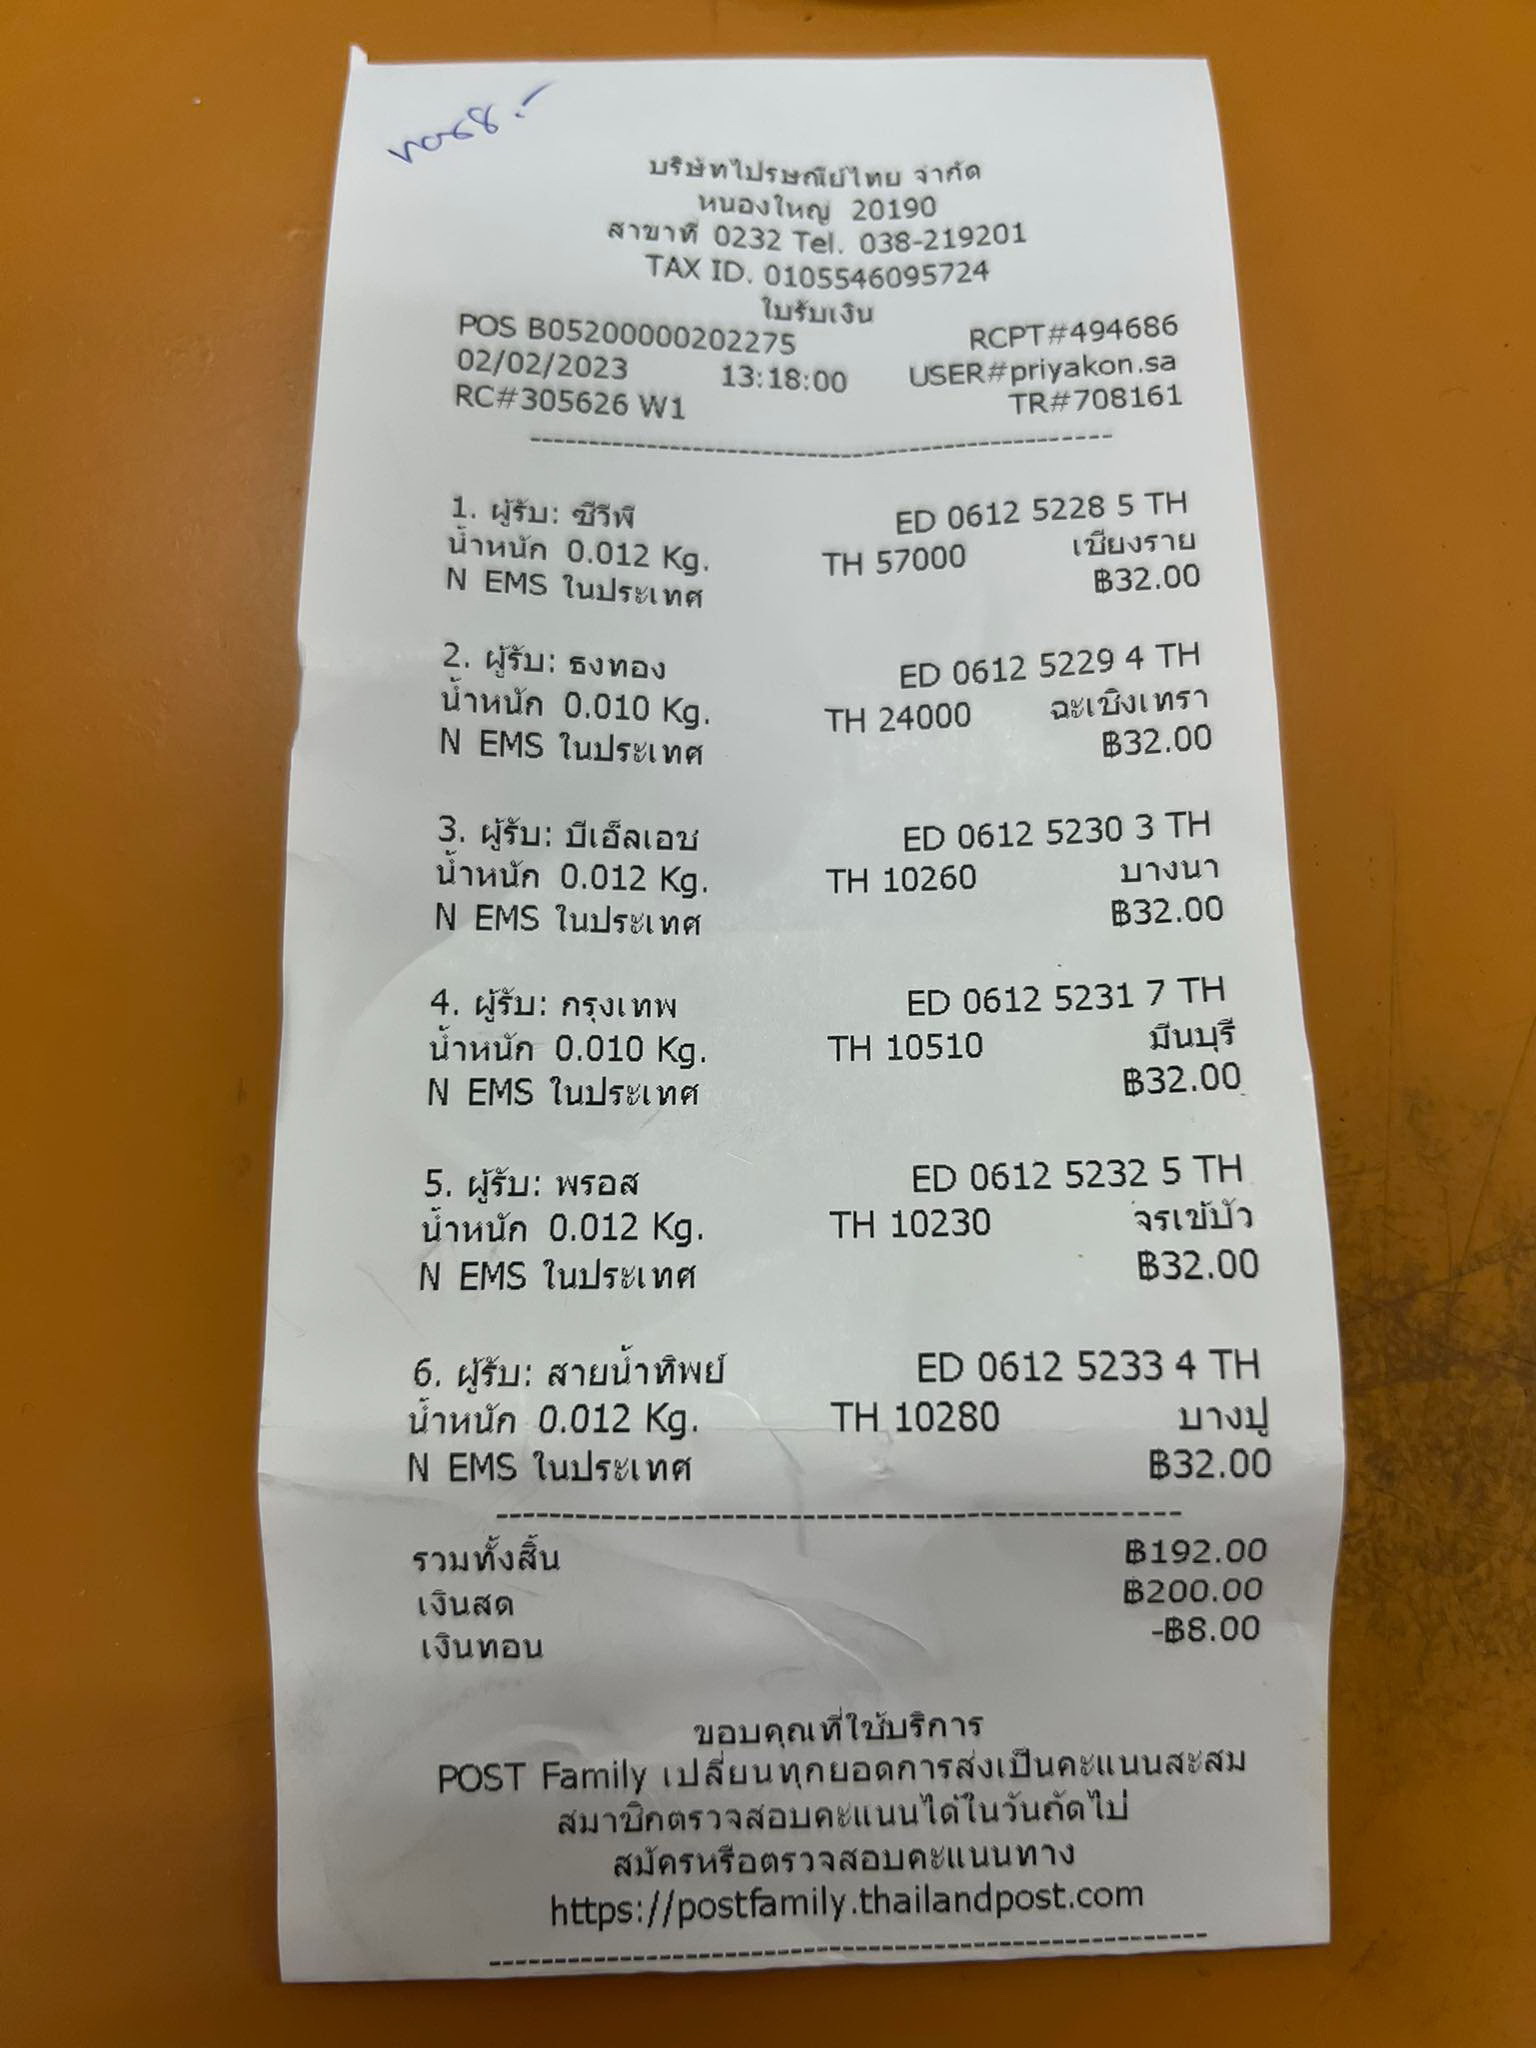 บริษัทไปรษณีย์ไทย จำกัด
หนองใหญ่ 20190
สาขาที่ 0232 Tel. 038-219201
TAX ID. 0105546095724
ใบรับเงิน
POS B05200000202275 RCPT#494686
02/02/2023 13:18:00 USER#priyakon.sa
RC#305626 W1 TR#708161
1. ผู้รับ: ซีวีพี ED 0612 5228 5 TH
น้ำหนัก 0.012 Kg. TH 57000 เชียงราย
N EMS ในประเทศ ฿32.00
2. ผู้รับ: ธงทอง ED 0612 5229 4 TH
น้ำหนัก 0.010 Kg. TH 24000 ฉะเชิงเทรา
N EMS ในประเทศ ฿32.00
3. ผู้รับ: บีเอ็ลเอช ED 0612 5230 3 TH
น้ำหนัก 0.012 Kg. TH 10260 บางนา
N EMS ในประเทศ ฿32.00
4. ผู้รับ: กรุงเทพ ED 0612 5231 7 TH
น้ำหนัก 0.010 Kg. TH 10510 มีนบุรี
N EMS ในประเทศ ฿32.00
5. ผู้รับ: พรอส ED 0612 5232 5 TH
น้ำหนัก 0.012 Kg. TH 10230 จรเข้บัว
N EMS ในประเทศ ฿32.00
6. ผู้รับ: สายน้ำทิพย์ ED 0612 5233 4 TH
น้ำหนัก 0.012 Kg. TH 10280 บางปู
N EMS ในประเทศ ฿32.00
รวมทั้งสิ้น ฿192.00
เงินสด ฿200.00
เงินทอน -฿8.00
ขอบคุณที่ใช้บริการ
POST Family เปลี่ยนทุกยอดการส่งเป็นคะแนนสะสม
สมาชิกตรวจสอบคะแนนได้ในวันถัดไป
สมัครหรือตรวจสอบคะแนนทาง
https://postfamily.thailandpost.com